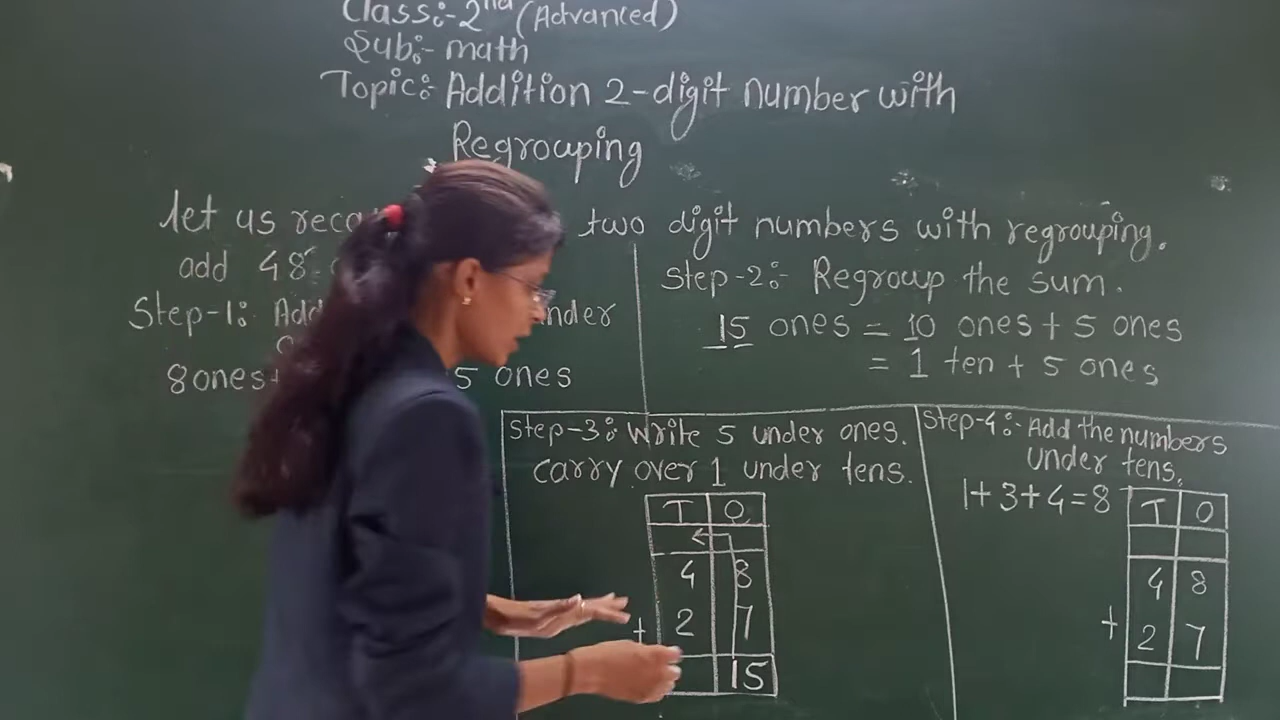 Class:- 2nd (Advanced)
Sub:- math
Topic:- Addition 2-digit number with
Regrouping
let us two digit numbers with regrouping.
add 48
Step-1:
8 ones+ 5 ones
Step-2:- Regroup the sum.
15 ones = 10 ones + 5 ones
= 1 ten + 5 ones
Step-3:- Write 5 under ones.
carry over 1 under tens.
T O
←
4 8
+ 2 7
15
Step-4:- Add the numbers
under tens.
1+3+4=8
T O
4 8
+ 2 7